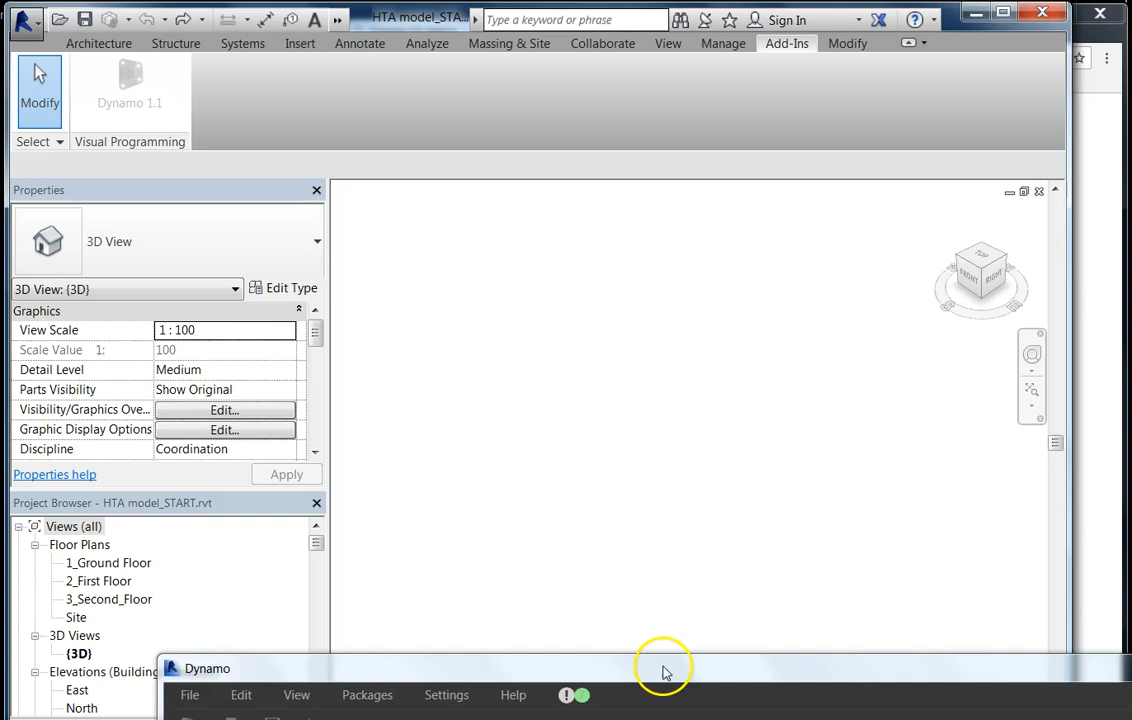 HTA model_STA...
Type a keyword or phrase
Sign In
Architecture Structure Systems Insert Annotate Analyze Massing & Site Collaborate View Manage Add-Ins Modify
Modify
Dynamo 1.1
Select
Visual Programming
Properties
3D View
3D View: {3D}
Edit Type
Graphics
View Scale 1 : 100
Scale Value 1: 100
Detail Level Medium
Parts Visibility Show Original
Visibility/Graphics Ove... Edit...
Graphic Display Options Edit...
Discipline Coordination
Properties help
Apply
Project Browser - HTA model_START.rvt
Views (all)
Floor Plans
1_Ground Floor
2_First Floor
3_Second_Floor
Site
3D Views
{3D}
Elevations (Building
East
North
TOP
FRONT
RIGHT
Dynamo
File Edit View Packages Settings Help